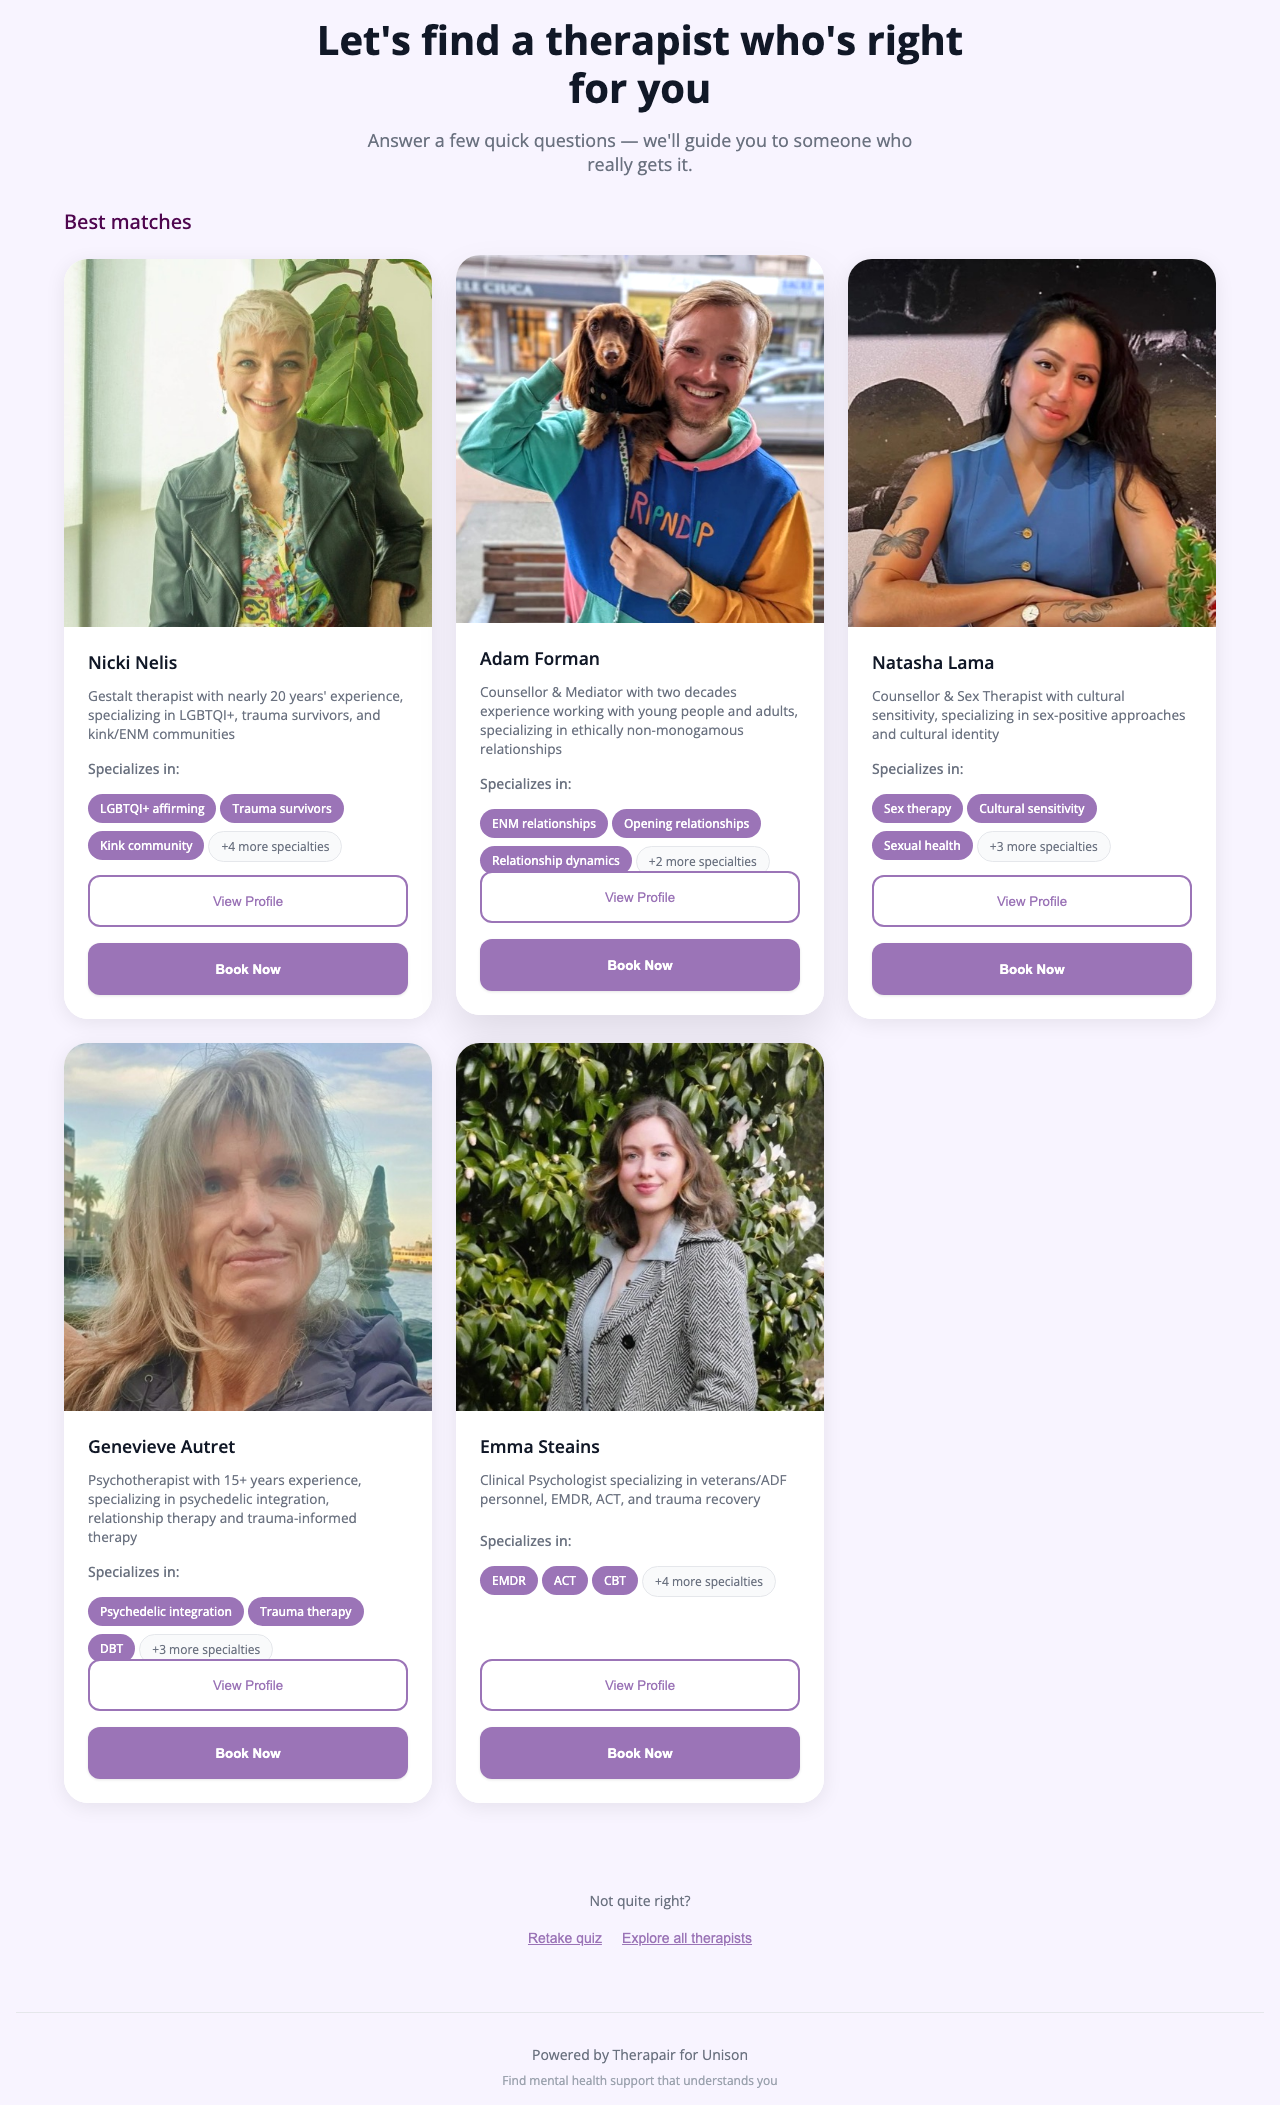 Let's find a therapist who's right
for you
Answer a few quick questions — we'll guide you to someone who
really gets it.
Best matches
LE CIUCA
RIPNDIP
Nicki Nelis
Gestalt therapist with nearly 20 years' experience,
specializing in LGBTQI+, trauma survivors, and
kink/ENM communities
Specializes in:
LGBTQI+ affirming
Trauma survivors
Kink community
+4 more specialties
View Profile
Book Now
Adam Forman
Counsellor & Mediator with two decades
experience working with young people and adults,
specializing in ethically non-monogamous
relationships
Specializes in:
ENM relationships
Opening relationships
Relationship dynamics
+2 more specialties
View Profile
Book Now
Natasha Lama
Counsellor & Sex Therapist with cultural
sensitivity, specializing in sex-positive approaches
and cultural identity
Specializes in:
Sex therapy
Cultural sensitivity
Sexual health
+3 more specialties
View Profile
Book Now
Genevieve Autret
Psychotherapist with 15+ years experience,
specializing in psychedelic integration,
relationship therapy and trauma-informed
therapy
Specializes in:
Psychedelic integration
Trauma therapy
DBT
+3 more specialties
View Profile
Book Now
Emma Steains
Clinical Psychologist specializing in veterans/ADF
personnel, EMDR, ACT, and trauma recovery
Specializes in:
EMDR
ACT
CBT
+4 more specialties
View Profile
Book Now
Not quite right?
Retake quiz
Explore all therapists
Powered by Therapair for Unison
Find mental health support that understands you